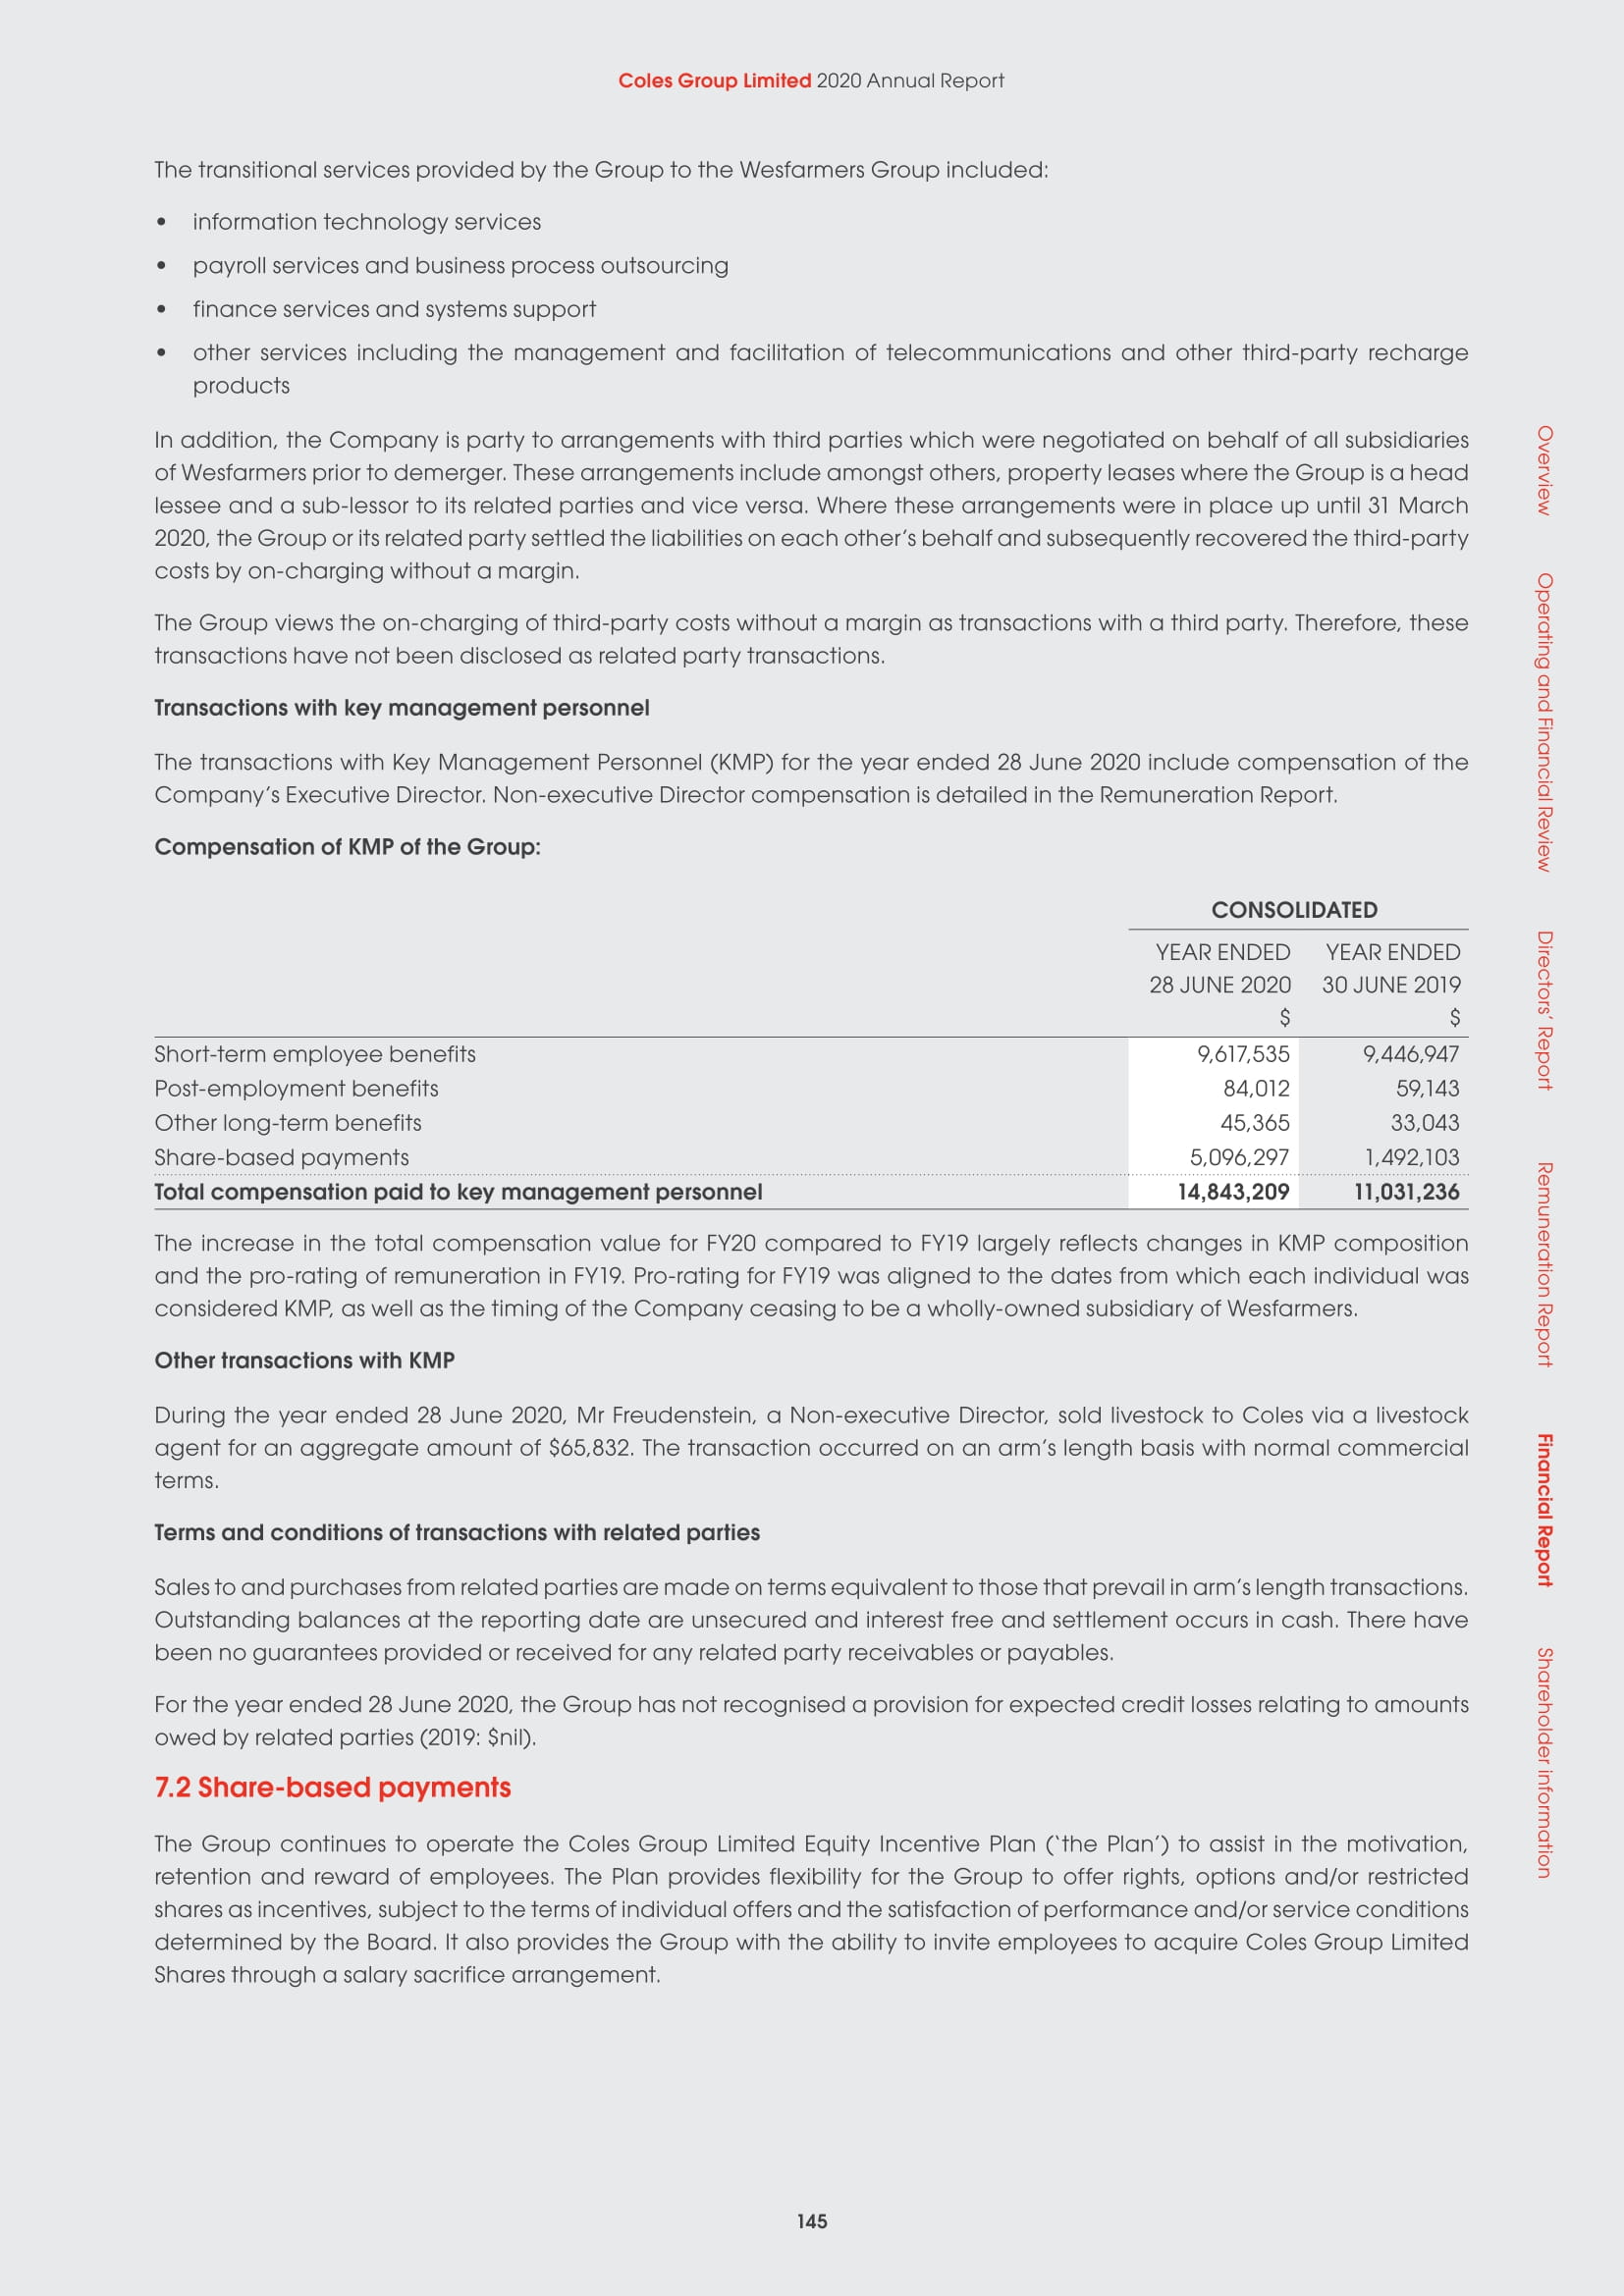 Coles Group Limited 2020 Annual Report
The transitional services provided by the Group to the Wesfarmers Group included:
• information technology services
• payroll services and business process outsourcing
• finance services and systems support
• other services including the management and facilitation of telecommunications and other third-party recharge
products
In addition, the Company is party to arrangements with third parties which were negotiated on behalf of all subsidiaries
of Wesfarmers prior to demerger. These arrangements include amongst others, property leases where the Group is a head
lessee and a sub-lessor to its related parties and vice versa. Where these arrangements were in place up until 31 March
2020, the Group or its related party settled the liabilities on each other’s behalf and subsequently recovered the third-party
costs by on-charging without a margin.
The Group views the on-charging of third-party costs without a margin as transactions with a third party. Therefore, these
transactions have not been disclosed as related party transactions.
Transactions with key management personnel
The transactions with Key Management Personnel (KMP) for the year ended 28 June 2020 include compensation of the
Company’s Executive Director. Non-executive Director compensation is detailed in the Remuneration Report.
Compensation of KMP of the Group:
CONSOLIDATED
YEAR ENDED YEAR ENDED
28 JUNE 2020 30 JUNE 2019
$ $
Short-term employee benefits 9,617,535 9,446,947
Post-employment benefits 84,012 59,143
Other long-term benefits 45,365 33,043
Share-based payments 5,096,297 1,492,103
Total compensation paid to key management personnel 14,843,209 11,031,236
The increase in the total compensation value for FY20 compared to FY19 largely reflects changes in KMP composition
and the pro-rating of remuneration in FY19. Pro-rating for FY19 was aligned to the dates from which each individual was
considered KMP, as well as the timing of the Company ceasing to be a wholly-owned subsidiary of Wesfarmers.
Other transactions with KMP
During the year ended 28 June 2020, Mr Freudenstein, a Non-executive Director, sold livestock to Coles via a livestock
agent for an aggregate amount of $65,832. The transaction occurred on an arm’s length basis with normal commercial
terms.
Terms and conditions of transactions with related parties
Sales to and purchases from related parties are made on terms equivalent to those that prevail in arm’s length transactions.
Outstanding balances at the reporting date are unsecured and interest free and settlement occurs in cash. There have
been no guarantees provided or received for any related party receivables or payables.
For the year ended 28 June 2020, the Group has not recognised a provision for expected credit losses relating to amounts
owed by related parties (2019: $nil).
7.2 Share-based payments
The Group continues to operate the Coles Group Limited Equity Incentive Plan (‘the Plan’) to assist in the motivation,
retention and reward of employees. The Plan provides flexibility for the Group to offer rights, options and/or restricted
shares as incentives, subject to the terms of individual offers and the satisfaction of performance and/or service conditions
determined by the Board. It also provides the Group with the ability to invite employees to acquire Coles Group Limited
Shares through a salary sacrifice arrangement.
145
Overview
Operating and Financial Review
Directors’ Report
Remuneration Report
Financial Report
Shareholder information